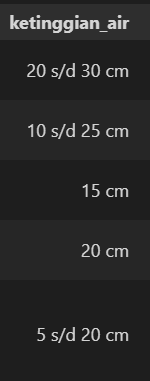 ketinggian_air
20 s/d 30 cm
10 s/d 25 cm
15 cm
20 cm
5 s/d 20 cm